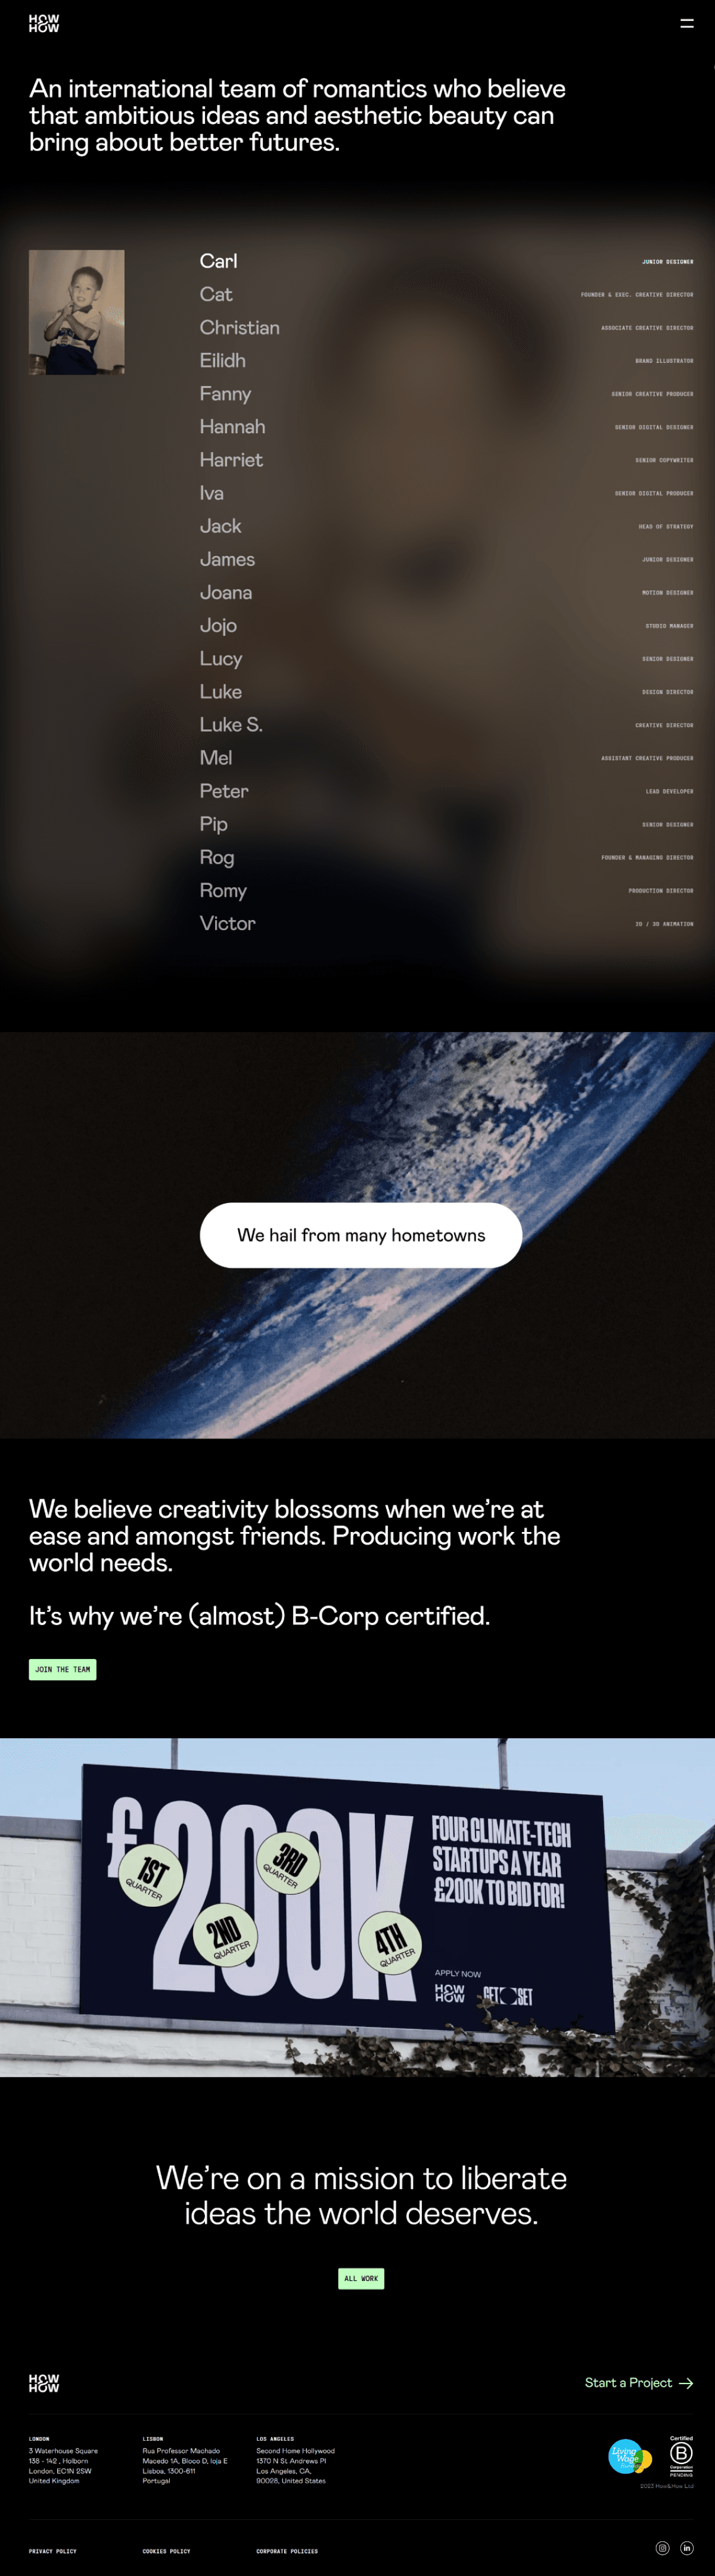 HOW
HOW
An international team of romantics who believe
that ambitious ideas and aesthetic beauty can
bring about better futures.
Carl JUNIOR DESIGNER
Cat FOUNDER & EXEC. CREATIVE DIRECTOR
Christian ASSOCIATE CREATIVE DIRECTOR
Eilidh BRAND ILLUSTRATOR
Fanny SENIOR CREATIVE PRODUCER
Hannah SENIOR DIGITAL DESIGNER
Harriet SENIOR COPYWRITER
Iva SENIOR DIGITAL PRODUCER
Jack HEAD OF STRATEGY
James JUNIOR DESIGNER
Joana MOTION DESIGNER
Jojo STUDIO MANAGER
Lucy SENIOR DESIGNER
Luke DESIGN DIRECTOR
Luke S. CREATIVE DIRECTOR
Mel ASSISTANT CREATIVE PRODUCER
Peter LEAD DEVELOPER
Pip SENIOR DESIGNER
Rog FOUNDER & MANAGING DIRECTOR
Romy PRODUCTION DIRECTOR
Victor / 3D ANIMATION
We hail from many hometowns
We believe creativity blossoms when we're at
ease and amongst friends. Producing work the
world needs.
It's why we're (almost) B-Corp certified.
JOIN THE TEAM
£200K
1ST
QUARTER
2ND
QUARTER
3RD
QUARTER
4TH
QUARTER
FOUR CLIMATE-TECH
STARTUPS A YEAR
£200K TO BID FOR!
APPLY NOW
HOW
HOW
GET SET
We're on a mission to liberate
ideas the world deserves.
ALL WORK
HOW
HOW
Start a Project →
LONDON
3 Waterhouse Square
138 - 142 , Holborn
London, EC1N 2SW
United Kingdom
LISBON
Rua Professor Machado
Macedo 1A, Bloco D, loja E
Lisboa, 1300-611
Portugal
LOS ANGELES
Second Home Hollywood
1370 N St Andrews Pl
Los Angeles, CA,
90028, United States
Living
Wage
Certified
B
Corporation
PENDING
2023 How&How Ltd
PRIVACY POLICY
COOKIES POLICY
CORPORATE POLICIES
in